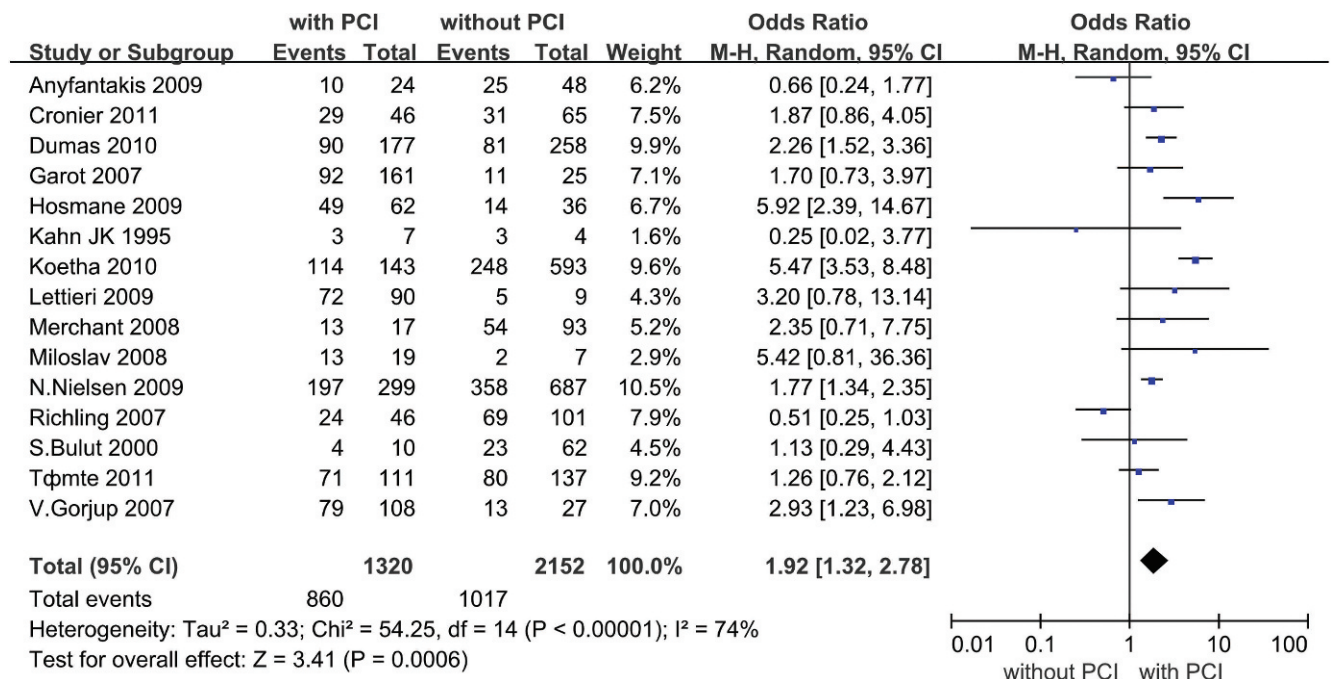 with PCI without PCI Odds Ratio Odds Ratio
Study or Subgroup Events Total Events Total Weight M-H, Random, 95% CI M-H, Random, 95% CI
Anyfantakis 2009 10 24 25 48 6.2% 0.66 [0.24, 1.77]
Cronier 2011 29 46 31 65 7.5% 1.87 [0.86, 4.05]
Dumas 2010 90 177 81 258 9.9% 2.26 [1.52, 3.36]
Garot 2007 92 161 11 25 7.1% 1.70 [0.73, 3.97]
Hosmane 2009 49 62 14 36 6.7% 5.92 [2.39, 14.67]
Kahn JK 1995 3 7 3 4 1.6% 0.25 [0.02, 3.77]
Koetha 2010 114 143 248 593 9.6% 5.47 [3.53, 8.48]
Lettieri 2009 72 90 5 9 4.3% 3.20 [0.78, 13.14]
Merchant 2008 13 17 54 93 5.2% 2.35 [0.71, 7.75]
Miloslav 2008 13 19 2 7 2.9% 5.42 [0.81, 36.36]
N.Nielsen 2009 197 299 358 687 10.5% 1.77 [1.34, 2.35]
Richling 2007 24 46 69 101 7.9% 0.51 [0.25, 1.03]
S.Bulut 2000 4 10 23 62 4.5% 1.13 [0.29, 4.43]
Tфmte 2011 71 111 80 137 9.2% 1.26 [0.76, 2.12]
V.Gorjup 2007 79 108 13 27 7.0% 2.93 [1.23, 6.98]
Total (95% CI) 1320 2152 100.0% 1.92 [1.32, 2.78]
Total events 860 1017
Heterogeneity: Tau² = 0.33; Chi² = 54.25, df = 14 (P < 0.00001); I² = 74%
Test for overall effect: Z = 3.41 (P = 0.0006)
0.01 0.1 1 10 100
without PCI with PCI